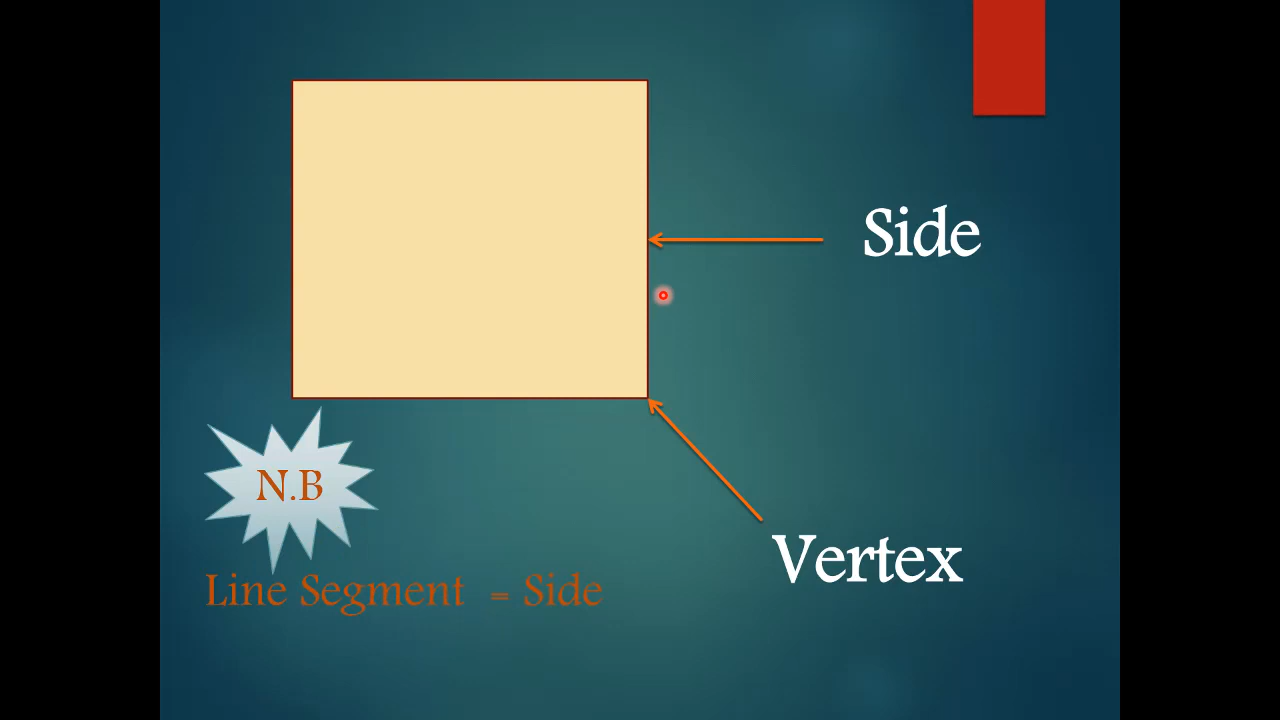 Side
Vertex
N.B
Line Segment = Side